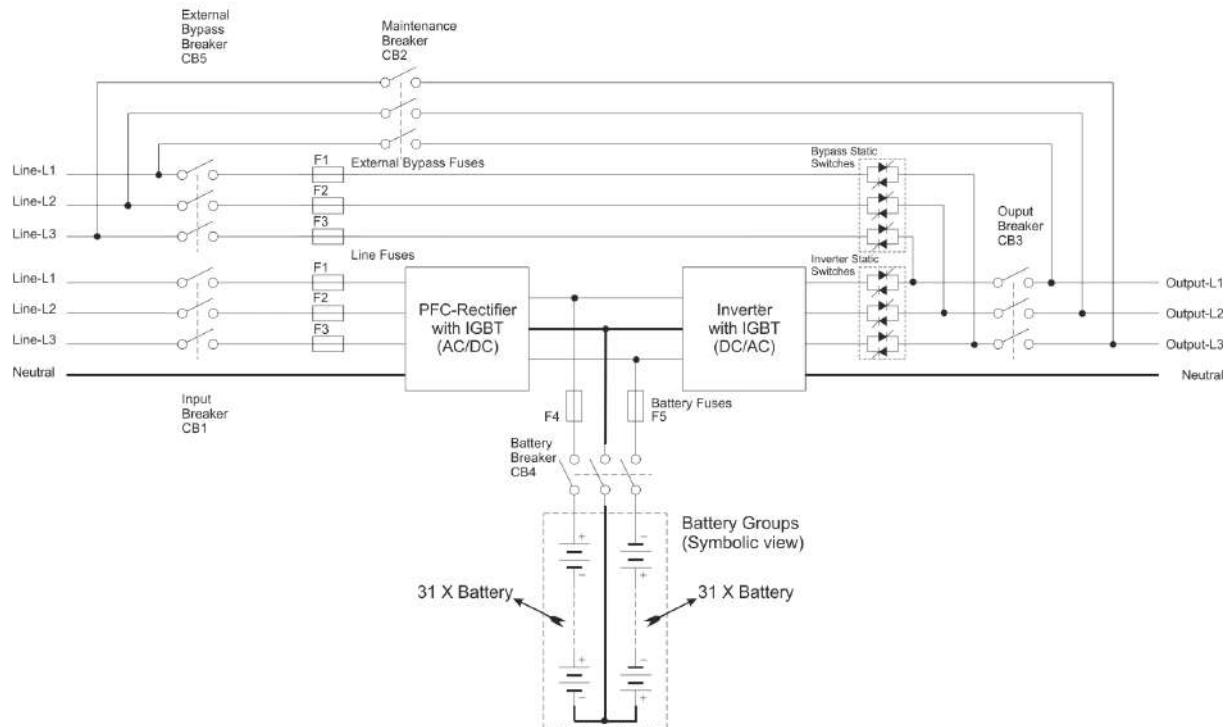 External
Bypass
Breaker
CB5
Maintenance
Breaker
CB2
Line-L1
Line-L2
Line-L3
F1
External Bypass Fuses
F2
F3
Bypass Static
Switches
Ouput
Breaker
CB3
Line Fuses
Inverter Static
Switches
Line-L1
Line-L2
Line-L3
Neutral
F1
F2
F3
PFC-Rectifier
with IGBT
(AC/DC)
Inverter
with IGBT
(DC/AC)
Output-L1
Output-L2
Output-L3
Neutral
Input
Breaker
CB1
F4
Battery Fuses
F5
Battery
Breaker
CB4
Battery Groups
(Symbolic view)
+
-
-
+
31 X Battery
31 X Battery
+
-
-
+